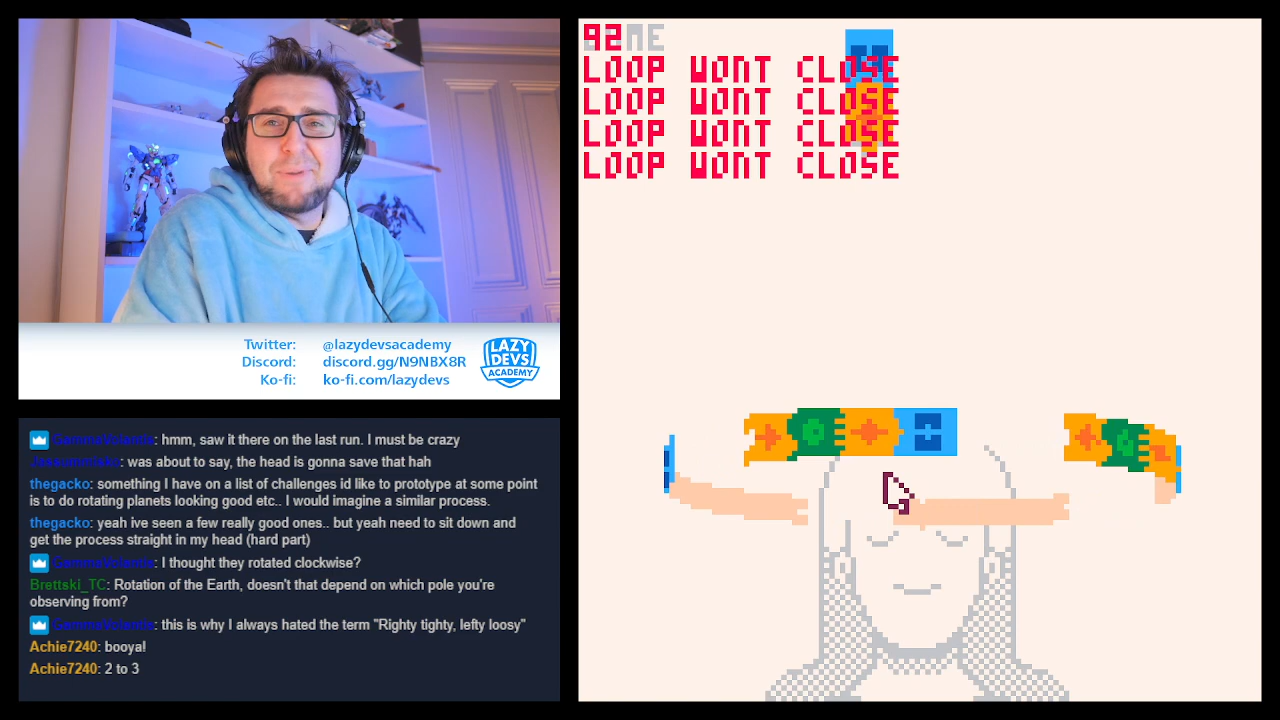 Twitter: @lazydevsacademy
Discord: discord.gg/N9NBX8R
Ko-fi: ko-fi.com/lazydevs
LAZY
DEVS
ACADEMY
GammaVolantis: hmm, saw it there on the last run. I must be crazy
was about to say, the head is gonna save that hah
thegacko: something I have on a list of challenges id like to prototype at some point
is to do rotating planets looking good etc.. I would imagine a similar process.
thegacko: yeah ive seen a few really good ones.. but yeah need to sit down and
get the process straight in my head (hard part)
I thought they rotated clockwise?
Brettski_TC: Rotation of the Earth, doesn't that depend on which pole you're
observing from?
this is why I always hated the term "Righty tighty, lefty loosy"
Achie7240: booya!
Achie7240: 2 to 3
92ME
LOOP WONT CLOSE
LOOP WONT CLOSE
LOOP WONT CLOSE
LOOP WONT CLOSE